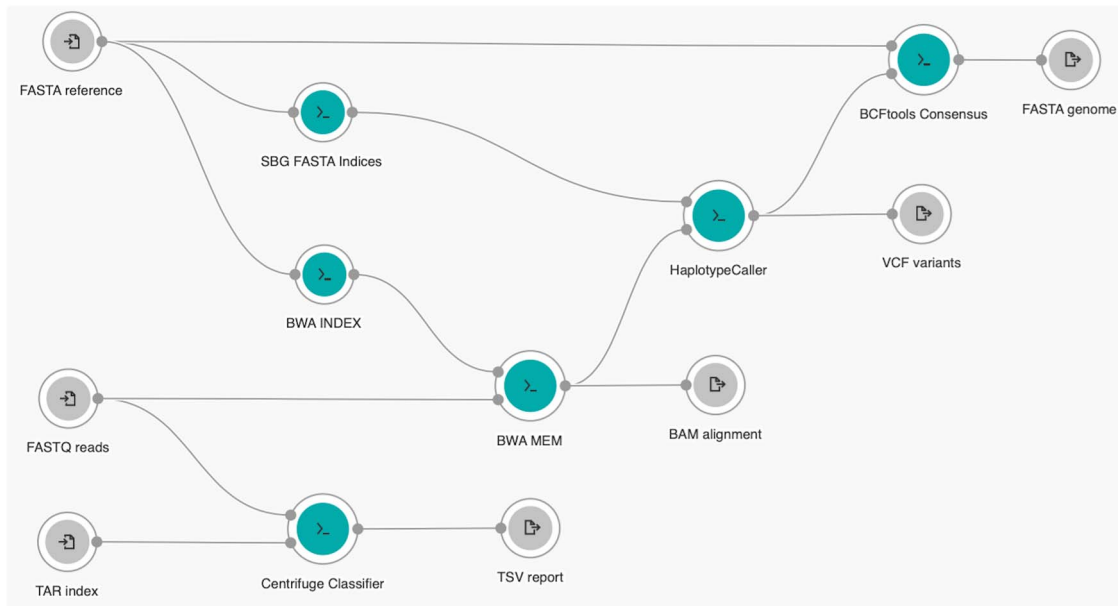 FASTA reference
BCFtools Consensus
FASTA genome
SBG FASTA Indices
HaplotypeCaller
VCF variants
BWA INDEX
BWA MEM
BAM alignment
FASTQ reads
Centrifuge Classifier
TSV report
TAR index